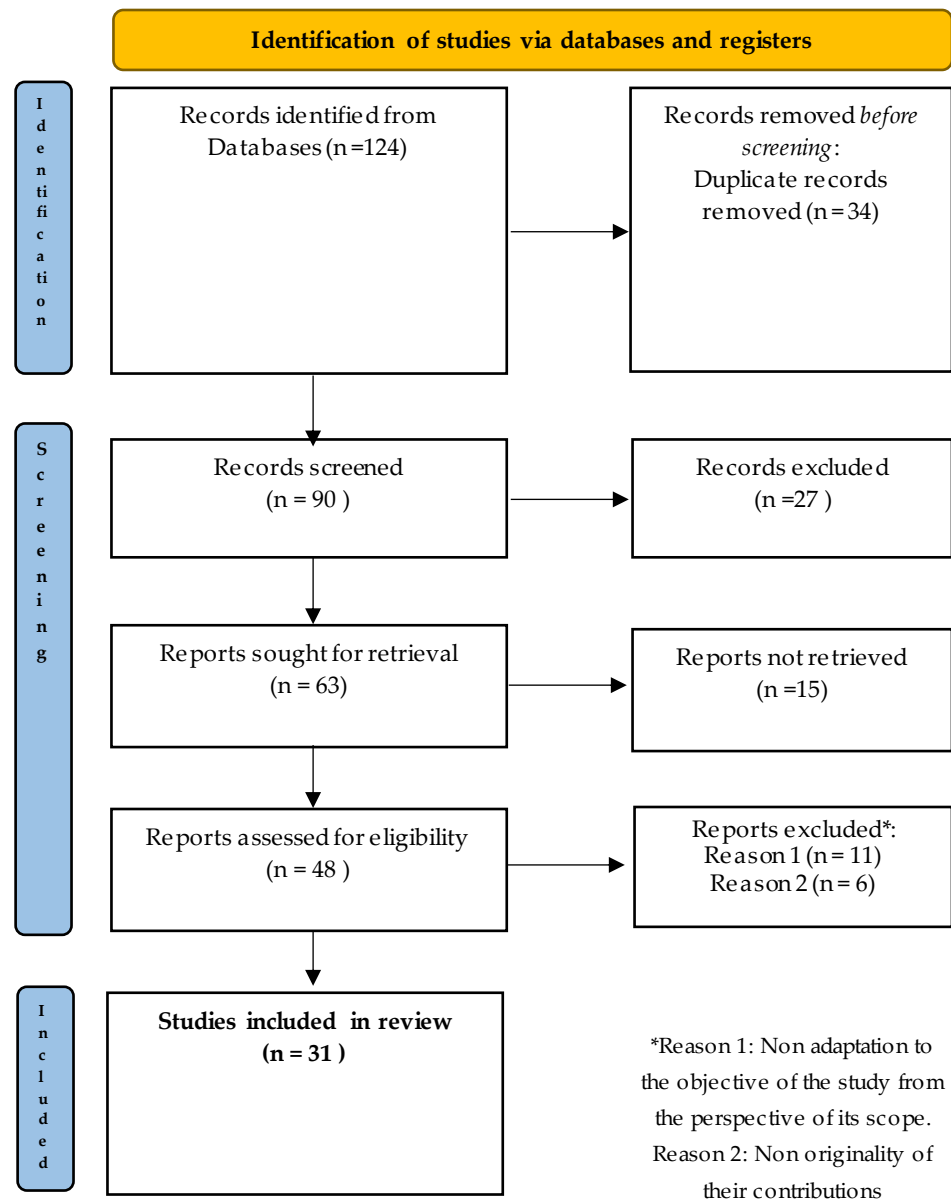 Identification of studies via databases and registers
Identification
Records identified from
Databases (n =124)
Records removed before
screening:
Duplicate records
removed (n = 34)
Screening
Records screened
(n = 90 )
Records excluded
(n =27 )
Reports sought for retrieval
(n = 63)
Reports not retrieved
(n =15)
Reports assessed for eligibility
(n = 48 )
Reports excluded*:
Reason 1 (n = 11)
Reason 2 (n = 6)
Included
Studies included in review
(n = 31 )
*Reason 1: Non adaptation to
the objective of the study from
the perspective of its scope.
Reason 2: Non originality of
their contributions